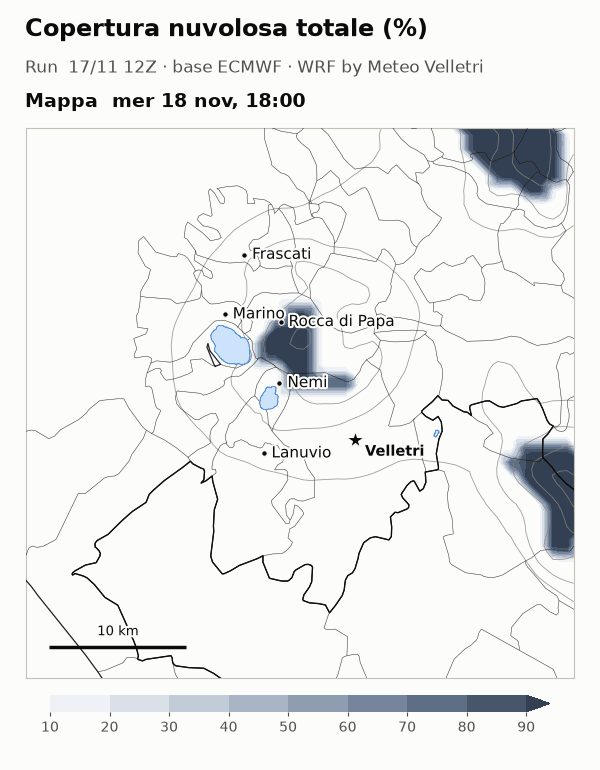 Copertura nuvolosa totale (%)
Run 17/11 12Z · base ECMWF · WRF by Meteo Velletri
Mappa mer 18 nov, 18:00
Frascati
Marino
Rocca di Papa
Nemi
Velletri
Lanuvio
10 km
10 20 30 40 50 60 70 80 90